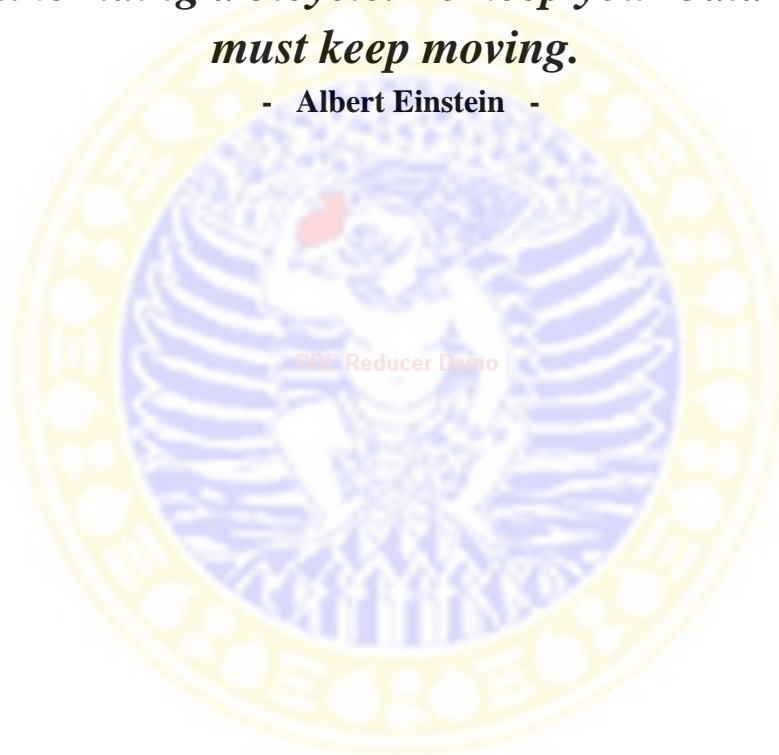 must keep moving.
- Albert Einstein -
PDF Reducer Demo